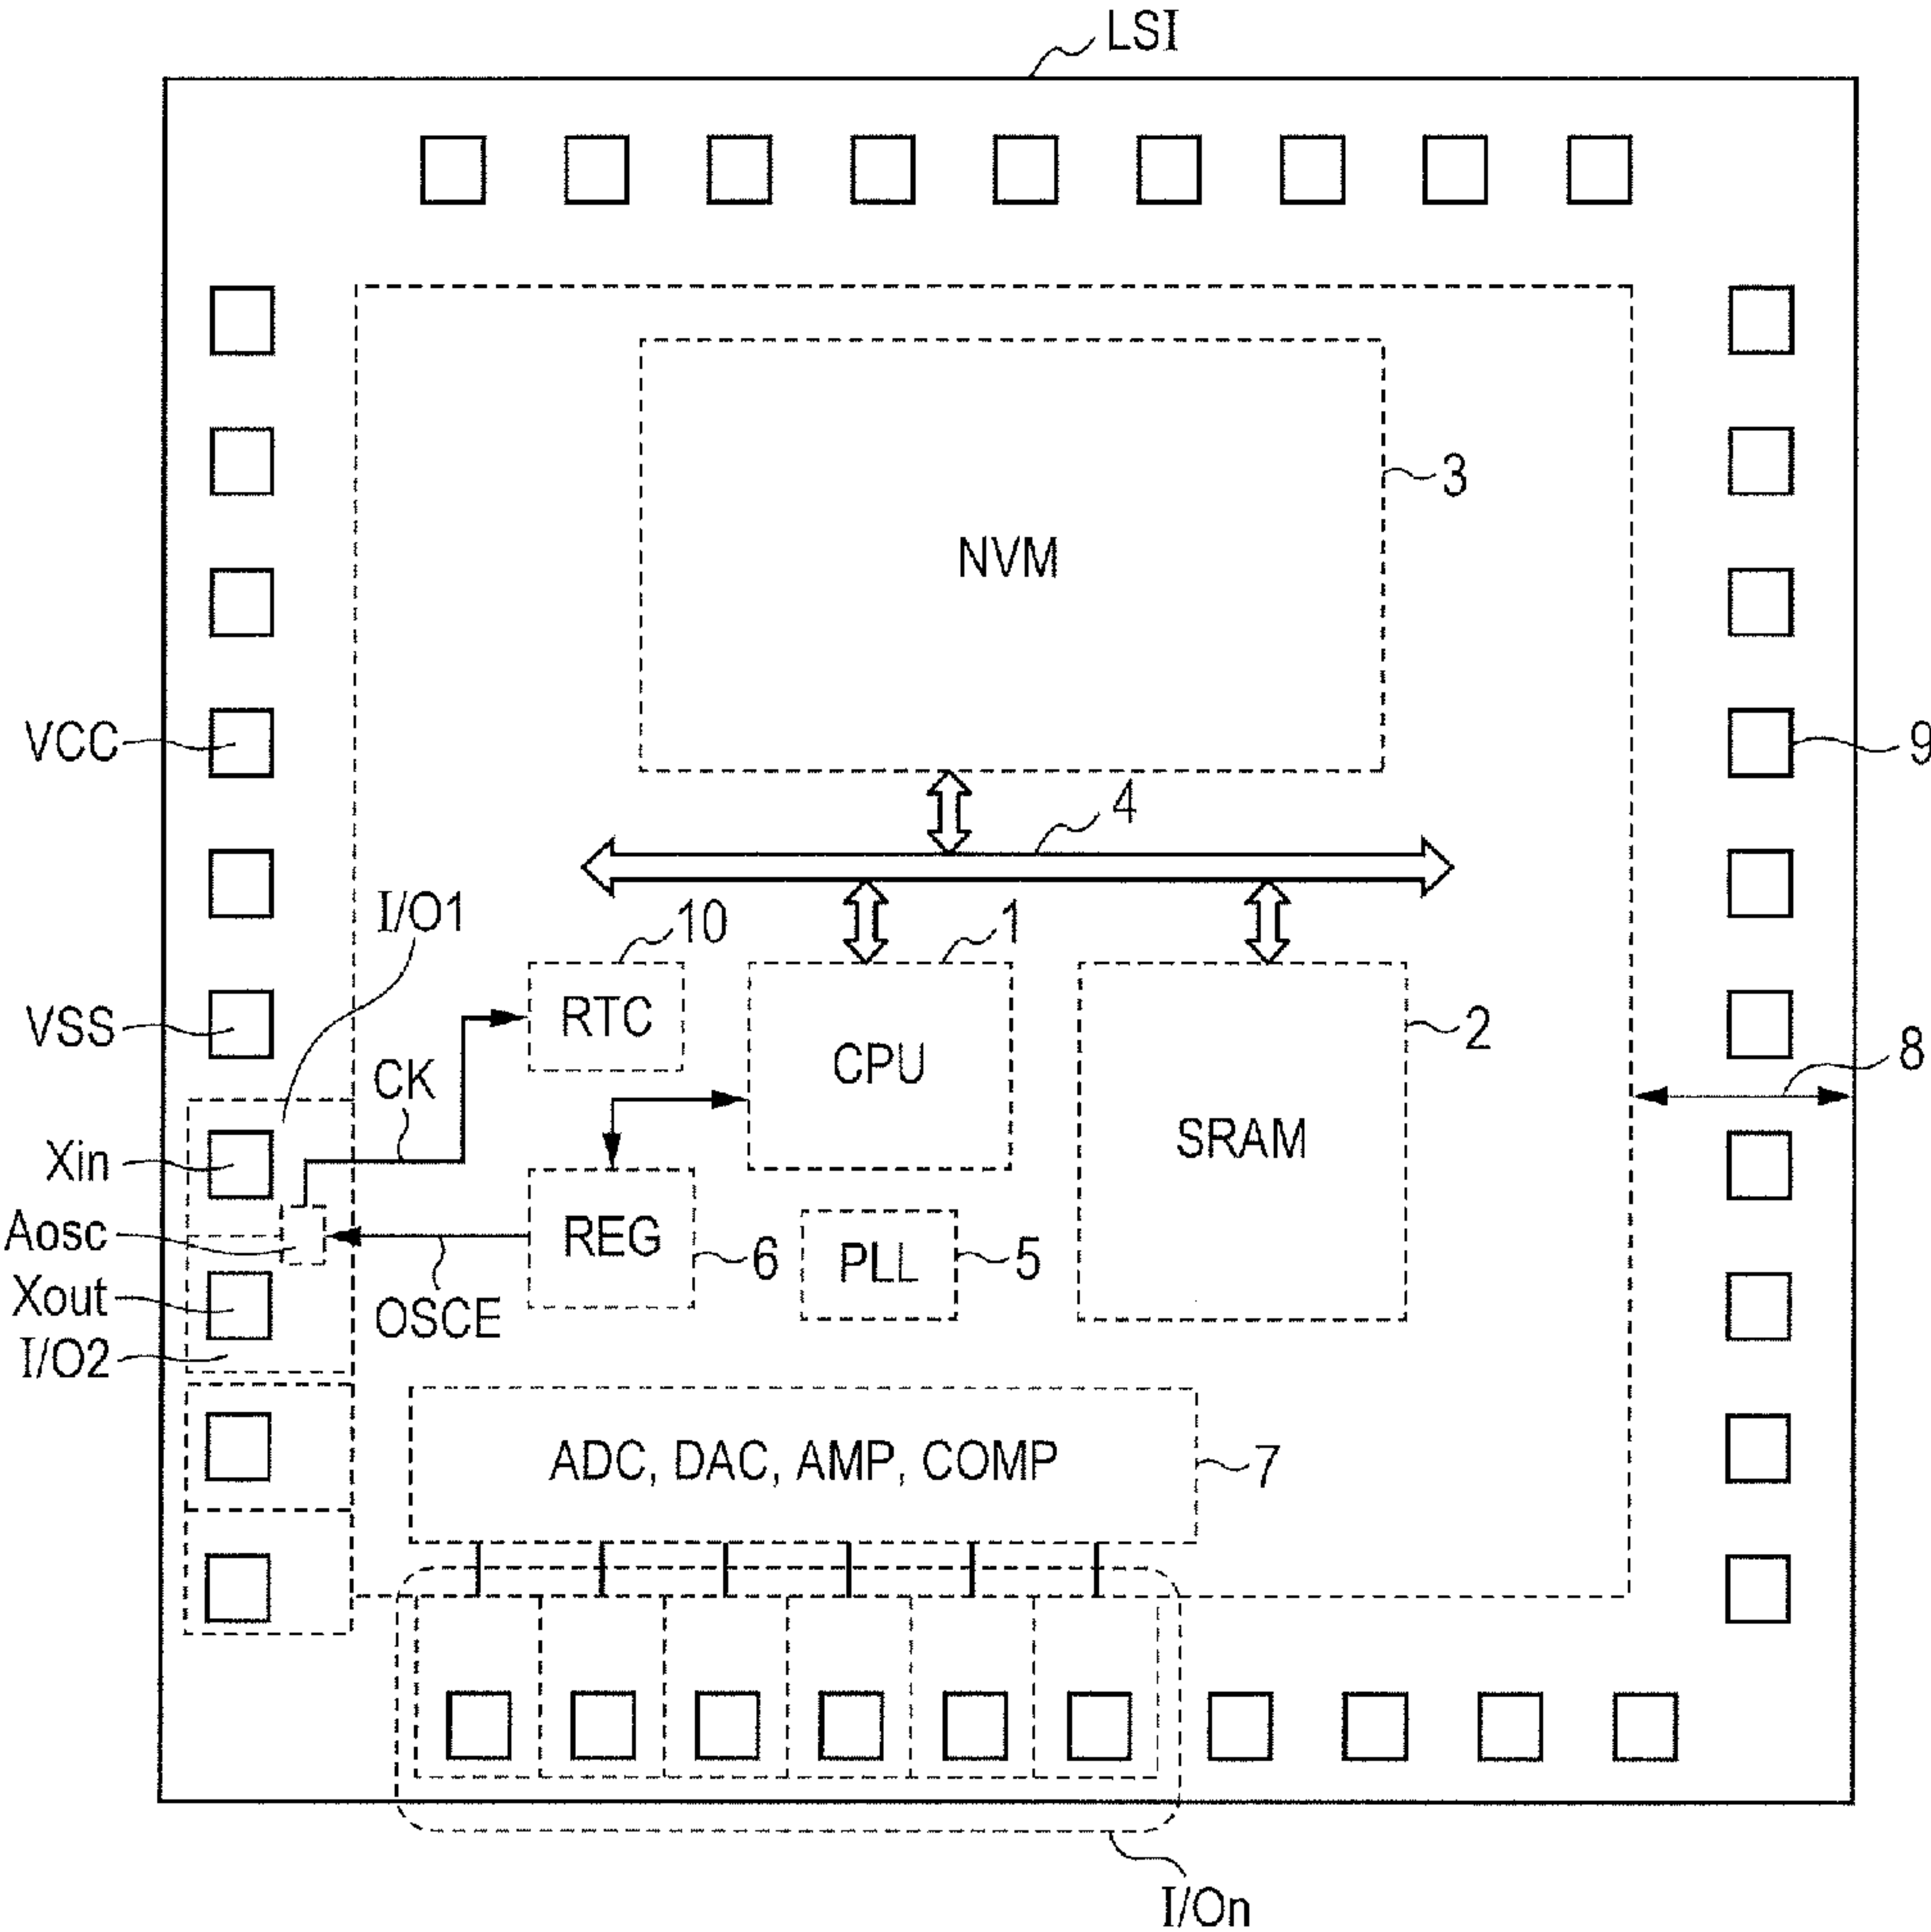 LSI
3
NVM
VCC
9
4
I/O1
10
1
RTC
VSS
2
CPU
8
CK
SRAM
Xin
Aosc
REG
6
PLL
5
Xout
OSCE
I/O2
ADC, DAC, AMP, COMP
7
I/On